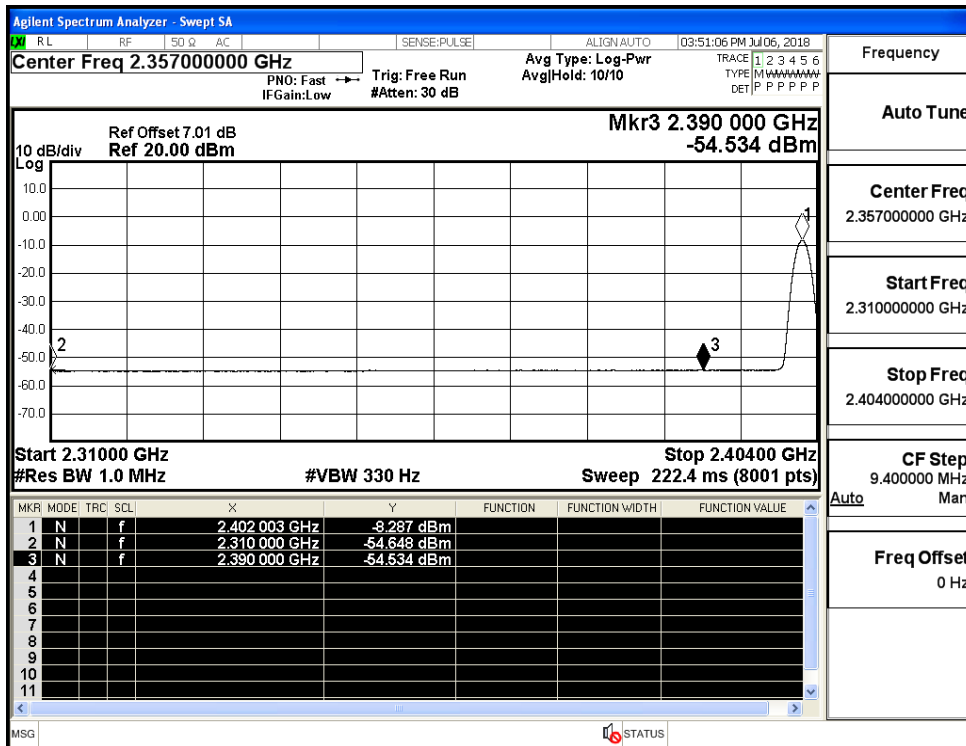 Agilent Spectrum Analyzer - Swept SA
LXI RL RF 50 Ω AC SENSE:PULSE ALIGN AUTO 03:51:06 PM Jul 06, 2018
Center Freq 2.357000000 GHz
PNO: Fast
IFGain:Low
Trig: Free Run
#Atten: 30 dB
Avg Type: Log-Pwr
Avg|Hold: 10/10
TRACE 1 2 3 4 5 6
TYPE M
DET P P P P P P
Ref Offset 7.01 dB
10 dB/div Ref 20.00 dBm
Log
Mkr3 2.390 000 GHz
-54.534 dBm
10.0
0.00
-10.0
-20.0
-30.0
-40.0
-50.0
-60.0
-70.0
1
2
3
Start 2.31000 GHz Stop 2.40400 GHz
#Res BW 1.0 MHz #VBW 330 Hz Sweep 222.4 ms (8001 pts)
MKR MODE TRC SCL X Y FUNCTION FUNCTION WIDTH FUNCTION VALUE
1 N f 2.402 003 GHz -8.287 dBm
2 N f 2.310 000 GHz -54.648 dBm
3 N f 2.390 000 GHz -54.534 dBm
4
5
6
7
8
9
10
11
MSG STATUS
Frequency
Auto Tune
Center Freq
2.357000000 GHz
Start Freq
2.310000000 GHz
Stop Freq
2.404000000 GHz
CF Step
9.400000 MHz
Auto Man
Freq Offset
0 Hz